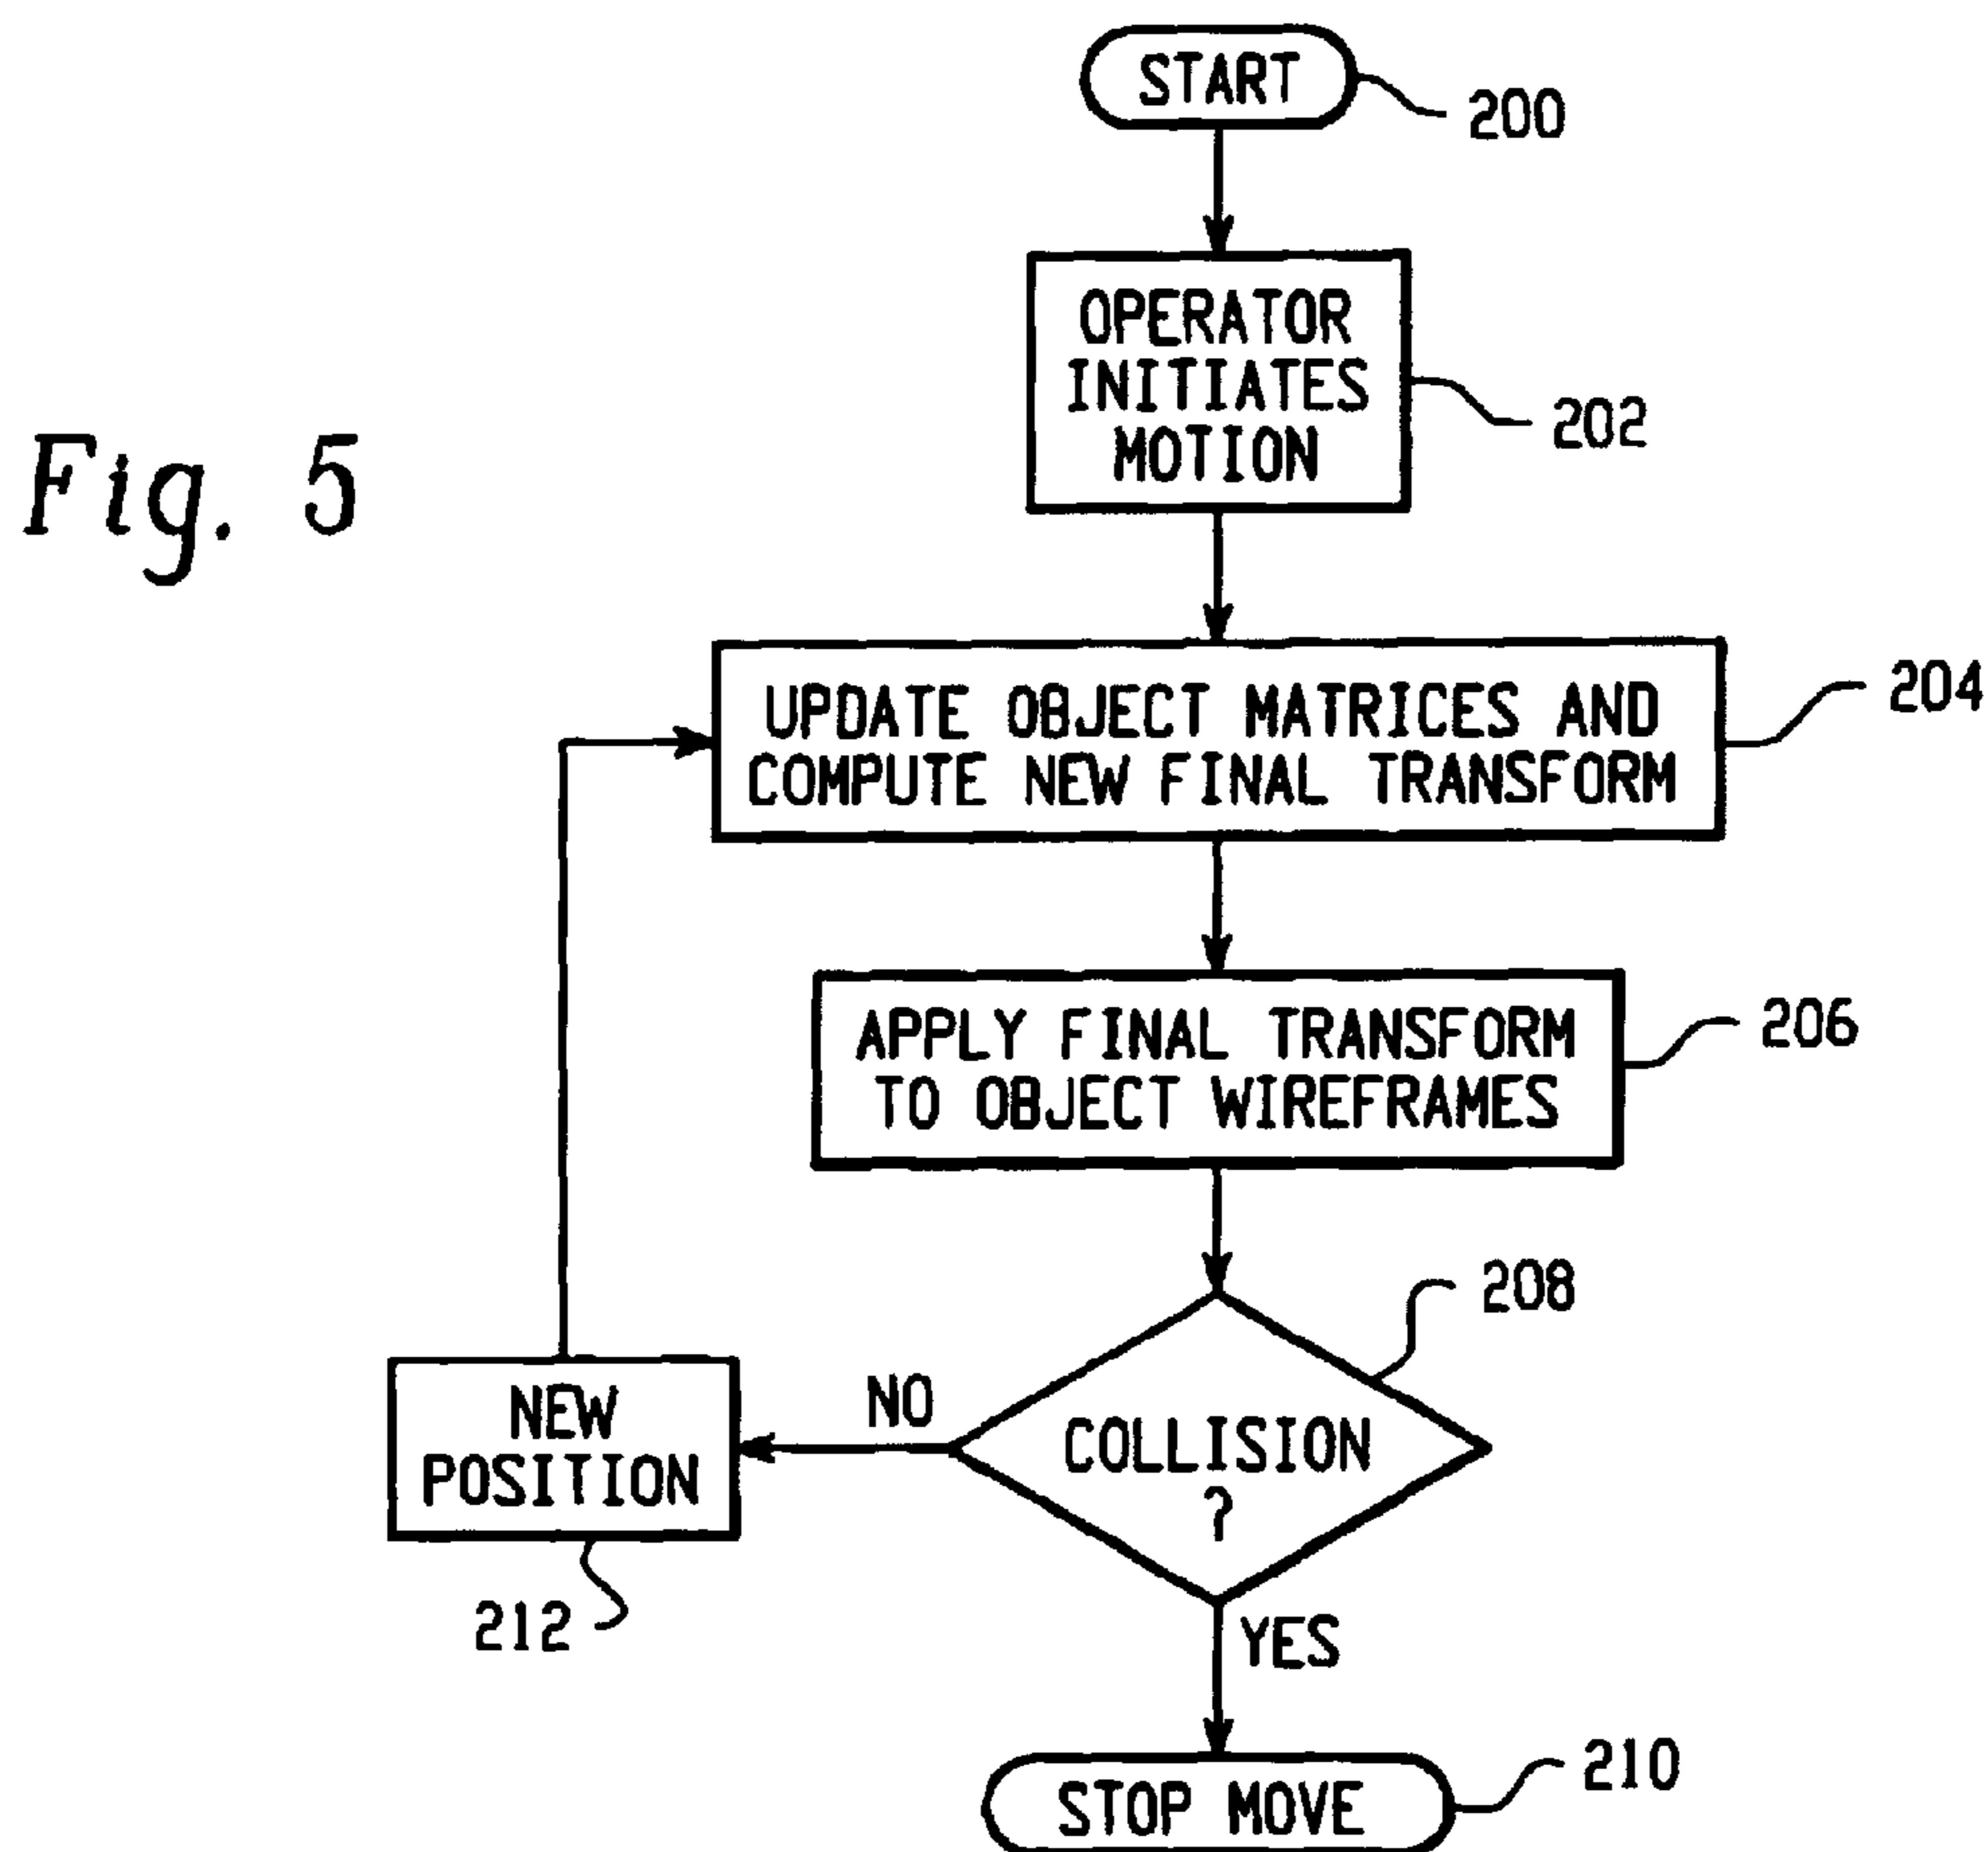 START
200
OPERATOR
INITIATES
MOTION
202
Fig. 5
UPDATE OBJECT MATRICES AND
COMPUTE NEW FINAL TRANSFORM
204
APPLY FINAL TRANSFORM
TO OBJECT WIREFRAMES
206
208
COLLISION
?
NO
NEW
POSITION
212
YES
STOP MOVE
210